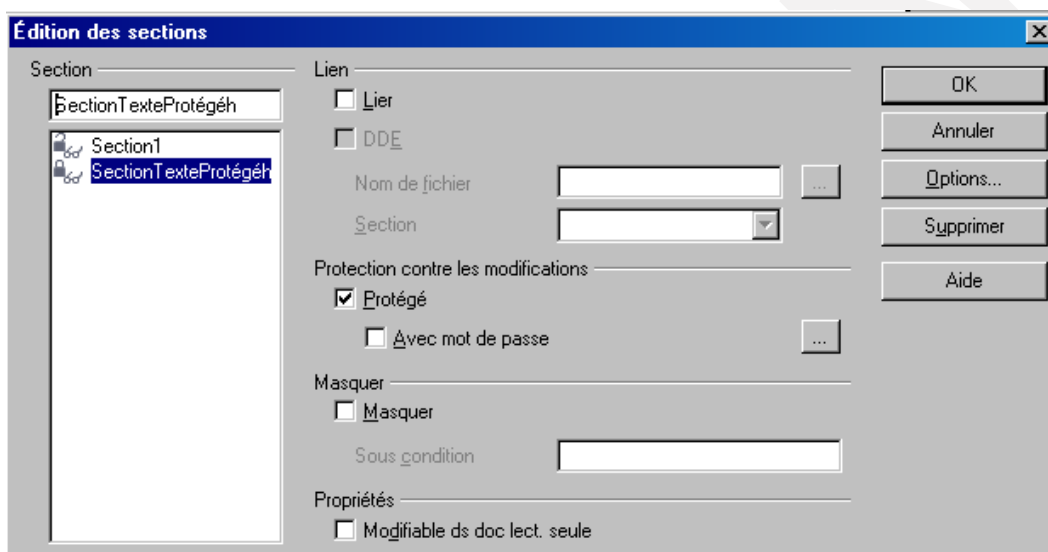 Édition des sections
Section
SectionTexteProtégéh
Section1
SectionTexteProtégéh
Lien
Lier
DDE
Nom de fichier
...
Section
Protection contre les modifications
Protégé
Avec mot de passe
...
Masquer
Masquer
Sous condition
Propriétés
Modifiable ds doc lect. seule
OK
Annuler
Options...
Supprimer
Aide